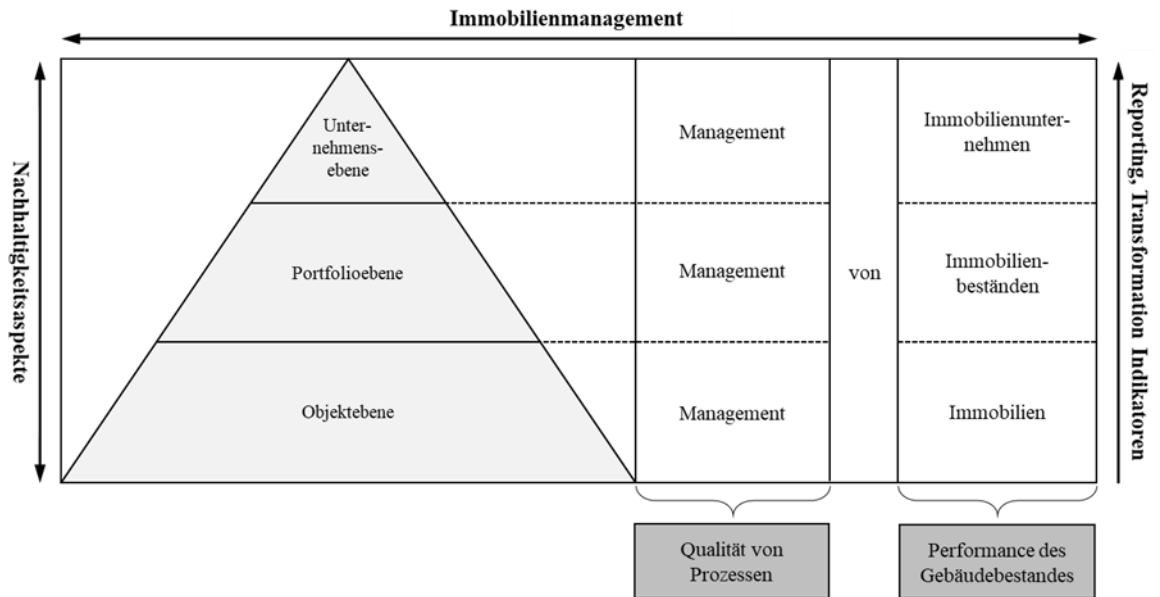 Immobilienmanagement
Nachhaltigkeitsaspekte
Unter-
nehmens-
ebene
Management
Immobilienunter-
nehmen
Portfolioebene
Management
von
Immobilien-
beständen
Objektebene
Management
Immobilien
Reporting, Transformation Indikatoren
Qualität von
Prozessen
Performance des
Gebäudebestandes